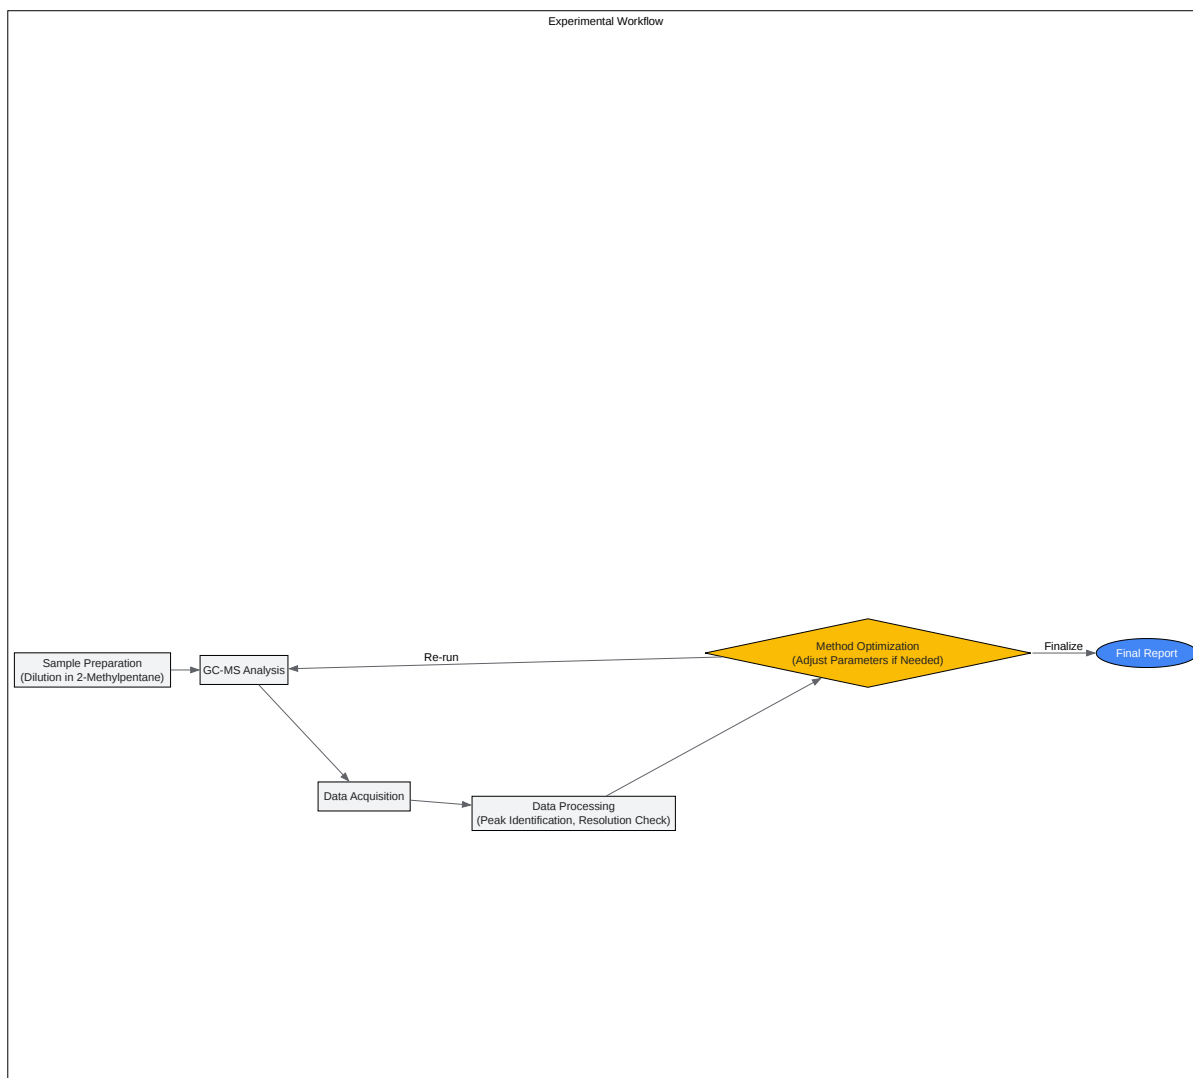 Experimental Workflow
Sample Preparation
(Dilution in 2-Methylpentane)
GC-MS Analysis
Re-run
Method Optimization
(Adjust Parameters if Needed)
Finalize
Final Report
Data Acquisition
Data Processing
(Peak Identification, Resolution Check)